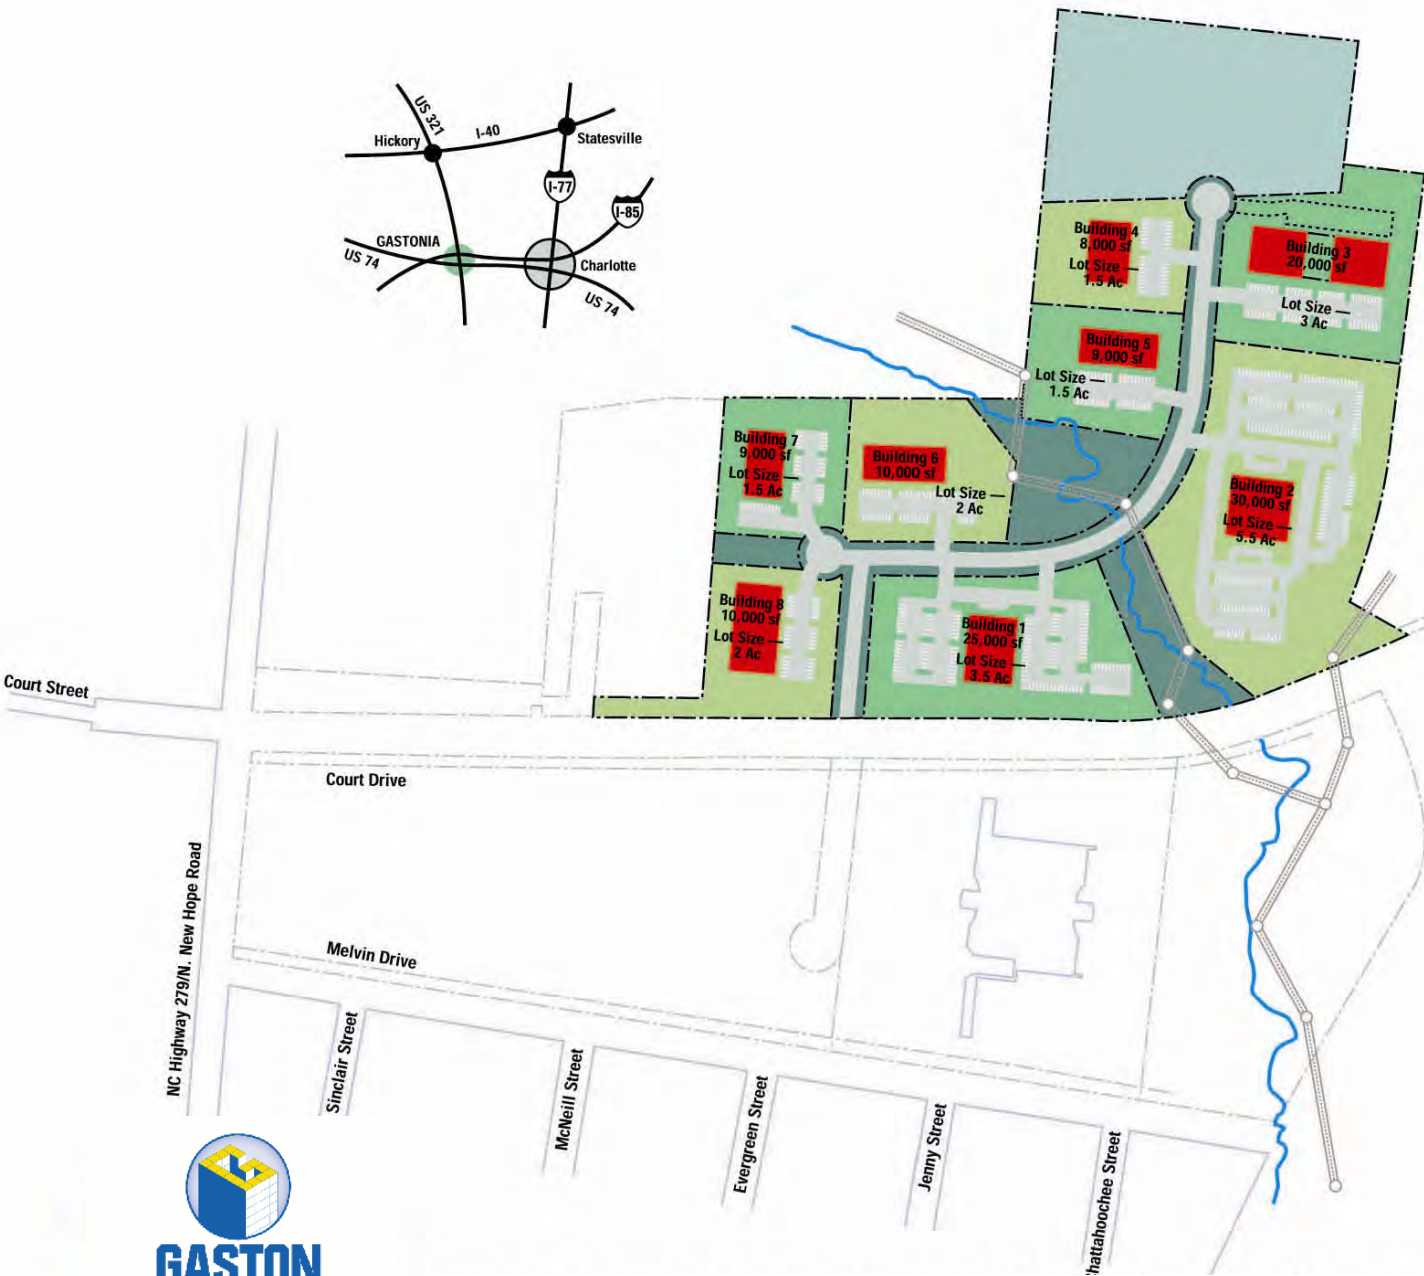 US 321
I-40
Hickory
Statesville
I-77
I-85
GASTONIA
US 74
Charlotte
US 74
Building 4
8,000 sf
Lot Size
1.5 Ac
Building 3
20,000 sf
Lot Size
3 Ac
Building 5
9,000 sf
Lot Size
1.5 Ac
Building 7
9,000 sf
Lot Size
1.5 Ac
Building 6
10,000 sf
Lot Size
2 Ac
Building 2
30,000 sf
Lot Size
5.5 Ac
Building 8
10,000 sf
Lot Size
2 Ac
Building 1
25,000 sf
Lot Size
3.5 Ac
Court Street
Court Drive
NC Highway 279/N. New Hope Road
Melvin Drive
Sinclair Street
McNeill Street
Evergreen Street
Jenny Street
hattahoochee Street
GASTON